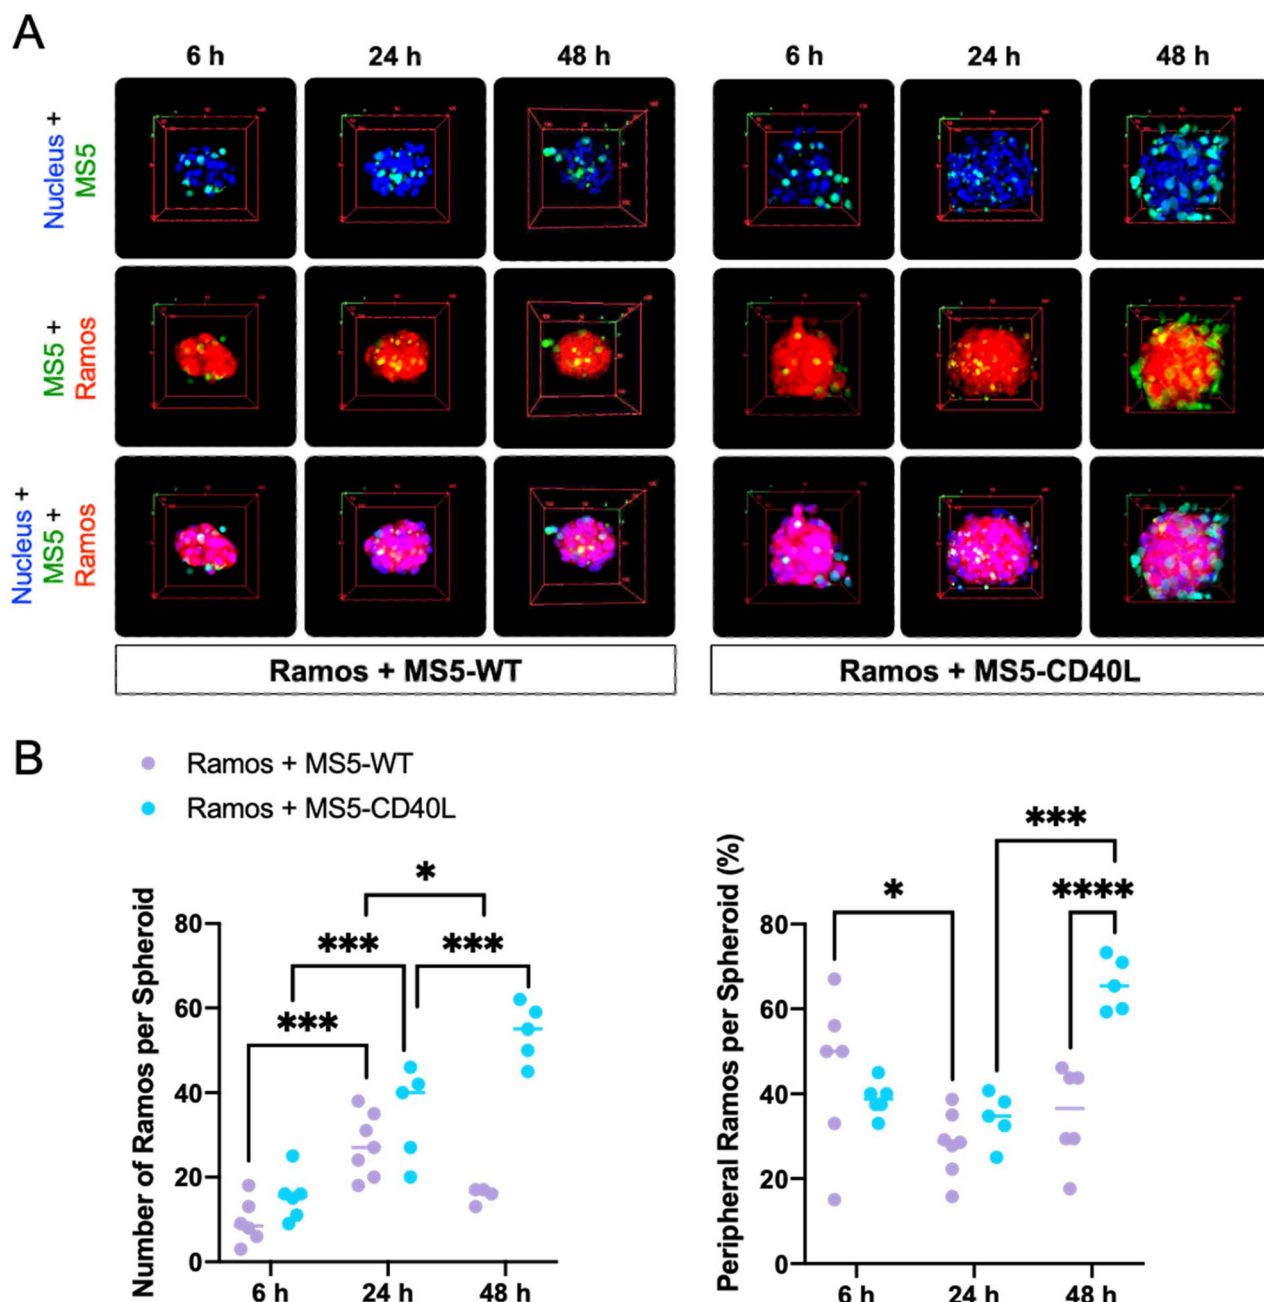 A
6 h 24 h 48 h 6 h 24 h 48 h
Nucleus +
MS5
MS5 +
Ramos
Nucleus +
MS5 +
Ramos
Ramos + MS5-WT
Ramos + MS5-CD40L
B
Ramos + MS5-WT
Ramos + MS5-CD40L
Number of Ramos per Spheroid
80
60
40
20
0
6 h 24 h 48 h
*
***
***
***
Peripheral Ramos per Spheroid (%)
80
60
40
20
0
6 h 24 h 48 h
***
*
****